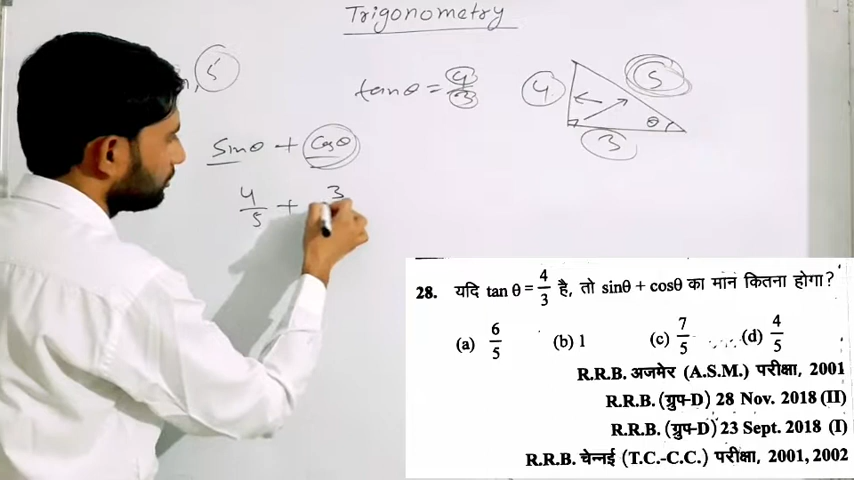 Trigonometry
5
tanθ = 4/3
4
5
3
θ
sinθ + cosθ
4/5 + 3
28. यदि tan θ = 4/3 है, तो sinθ + cosθ का मान कितना होगा?
(a) 6/5 (b) 1 (c) 7/5 (d) 4/5
R.R.B. अजमेर (A.S.M.) परीक्षा, 2001
R.R.B. (ग्रुप-D) 28 Nov. 2018 (II)
R.R.B. (ग्रुप-D) 23 Sept. 2018 (I)
R.R.B. चेन्नई (T.C.-C.C.) परीक्षा, 2001, 2002